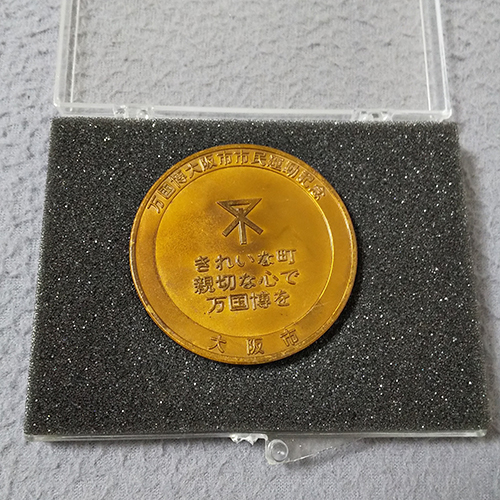 万国博大阪市市民運動記念
きれいな町
親切な心で
万国博を
大阪市